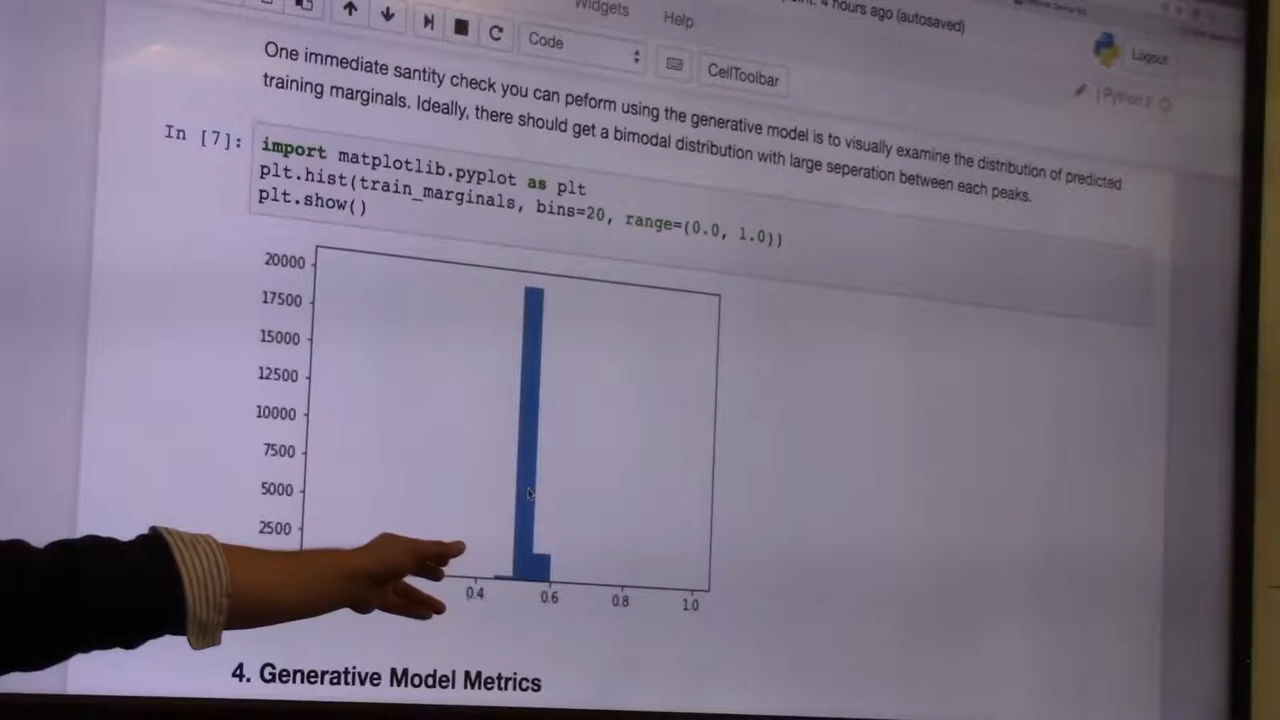 4 hours ago (autosaved)
Widgets
Help
Logout
Code
CellToolbar
Python 2
One immediate santity check you can peform using the generative model is to visually examine the distribution of predicted
training marginals. Ideally, there should get a bimodal distribution with large seperation between each peaks.
In [7]:
import matplotlib.pyplot as plt
plt.hist(train_marginals, bins=20, range=(0.0, 1.0))
plt.show()
20000
17500
15000
12500
10000
7500
5000
2500
0.4
0.6
0.8
1.0
4. Generative Model Metrics